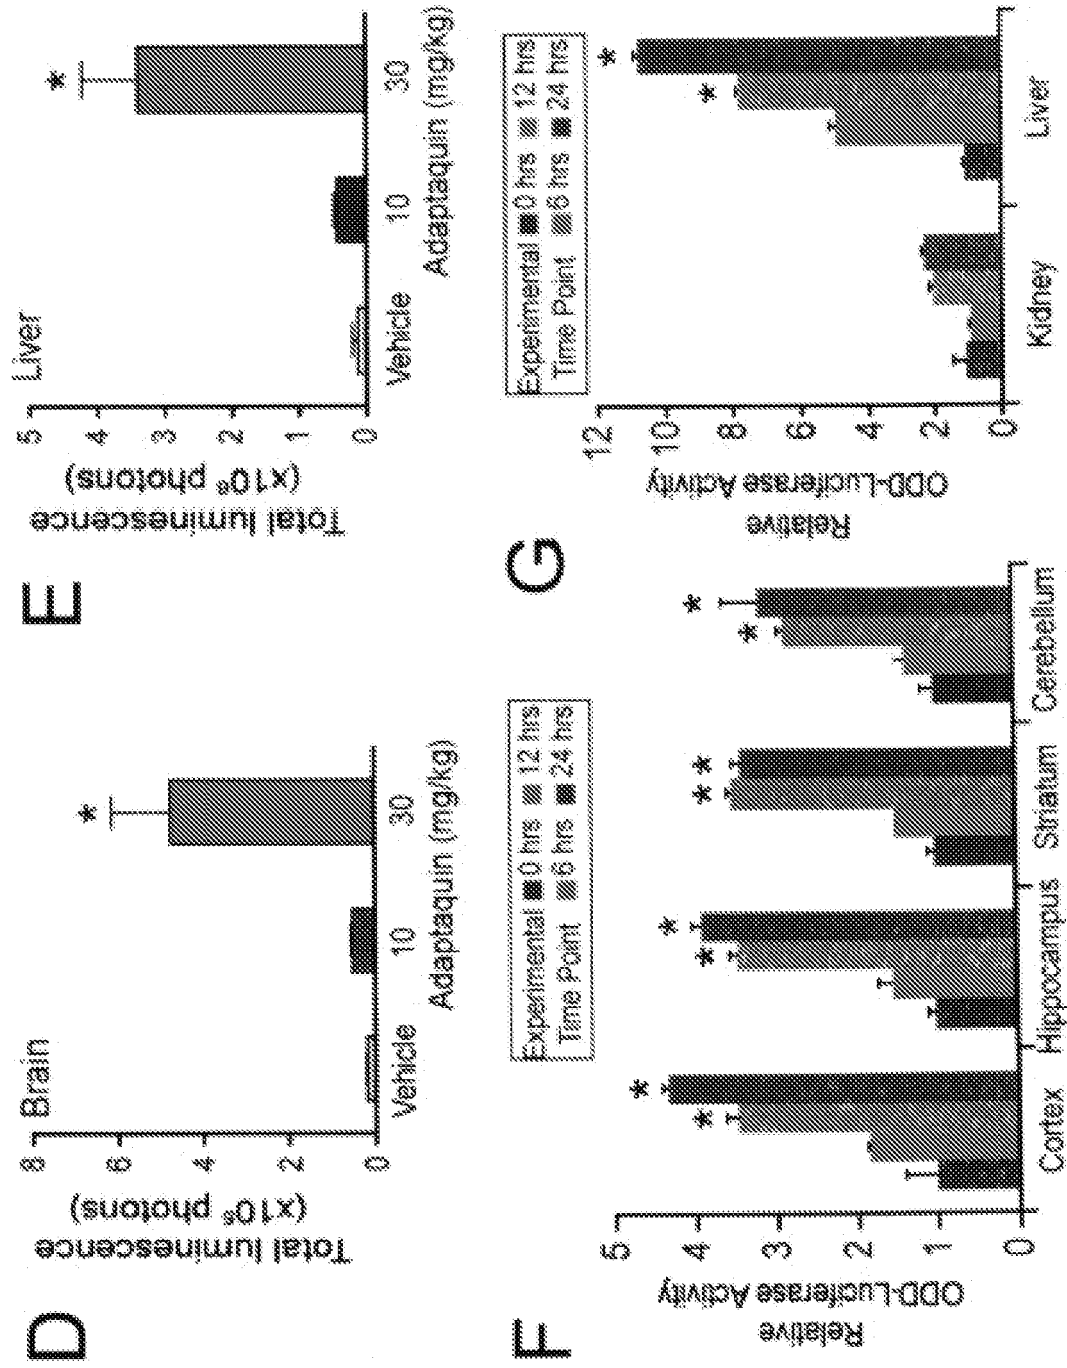 D
Brain
Total luminescence
(x10⁶ photons)
8
6
4
2
0
Vehicle
10
30
*
Adaptaquin (mg/kg)
E
Liver
Total luminescence
(x10⁶ photons)
5
4
3
2
1
0
Vehicle
10
30
*
Adaptaquin (mg/kg)
F
Experimental 0 hrs 12 hrs
Time Point 6 hrs 24 hrs
Relative
ODD-Luciferase Activity
5
4
3
2
1
0
* * * * * * * *
Cortex Hippocampus Striatum Cerebellum
G
Experimental 0 hrs 12 hrs
Time Point 6 hrs 24 hrs
Relative
ODD-Luciferase Activity
12
10
8
6
4
2
0
* *
Kidney Liver